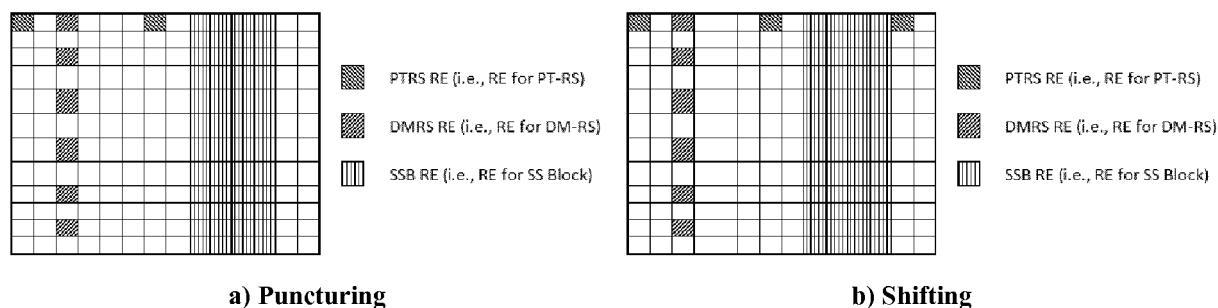 PTRS RE (i.e., RE for PT-RS)
DMRS RE (i.e., RE for DM-RS)
SSB RE (i.e., RE for SS Block)
a) Puncturing
PTRS RE (i.e., RE for PT-RS)
DMRS RE (i.e., RE for DM-RS)
SSB RE (i.e., RE for SS Block)
b) Shifting